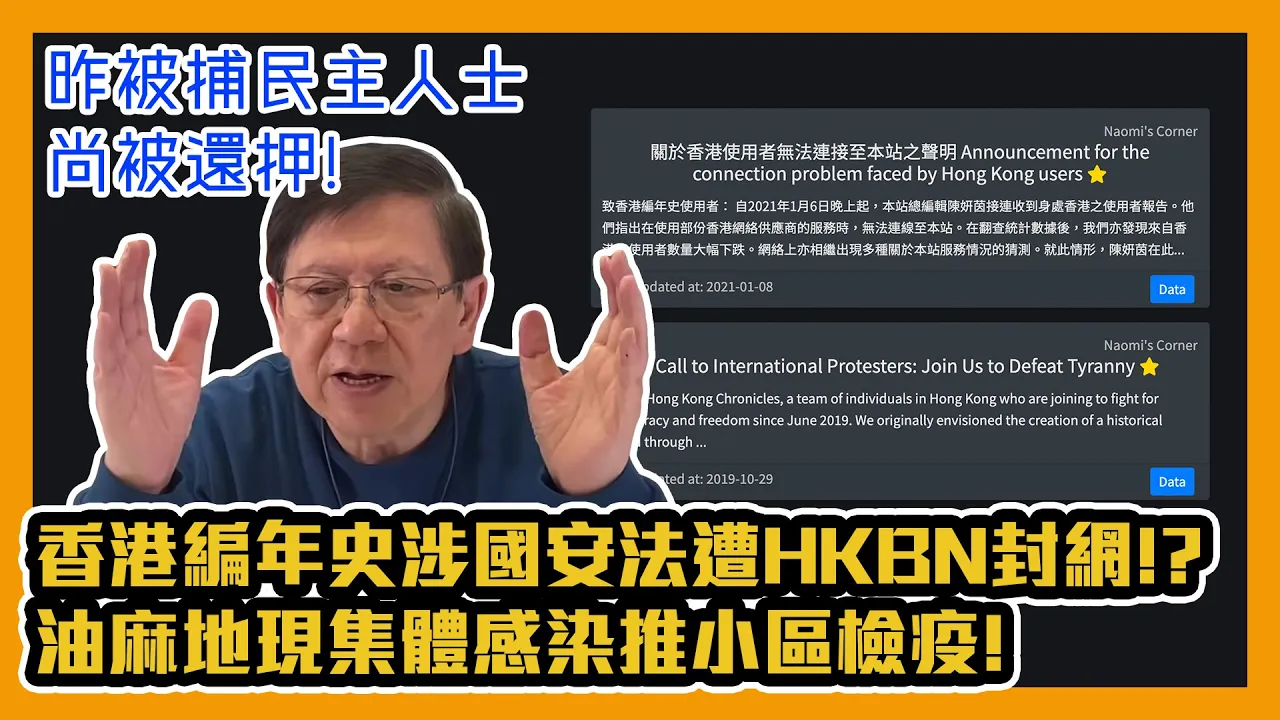 昨被捕民主人士
尚被還押!
Naomi's Corner
關於香港使用者無法連接至本站之聲明 Announcement for the
connection problem faced by Hong Kong users
致香港編年史使用者： 自2021年1月6日晚上起，本站總編輯陳妍茵接連收到身處香港之使用者報告。他
們指出在使用部份香港網絡供應商的服務時，無法連線至本站。在翻查統計數據後，我們亦發現來自香
使用者數量大幅下跌。網絡上亦相繼出現多種關於本站服務情況的猜測。就此情形，陳妍茵在此...
dated at: 2021-01-08
Data
Naomi's Corner
Call to International Protesters: Join Us to Defeat Tyranny
Hong Kong Chronicles, a team of individuals in Hong Kong who are joining to fight for
racy and freedom since June 2019. We originally envisioned the creation of a historical
through ...
ated at: 2019-10-29
Data
香港編年史涉國安法遭HKBN封網!?
油麻地現集體感染推小區檢疫!